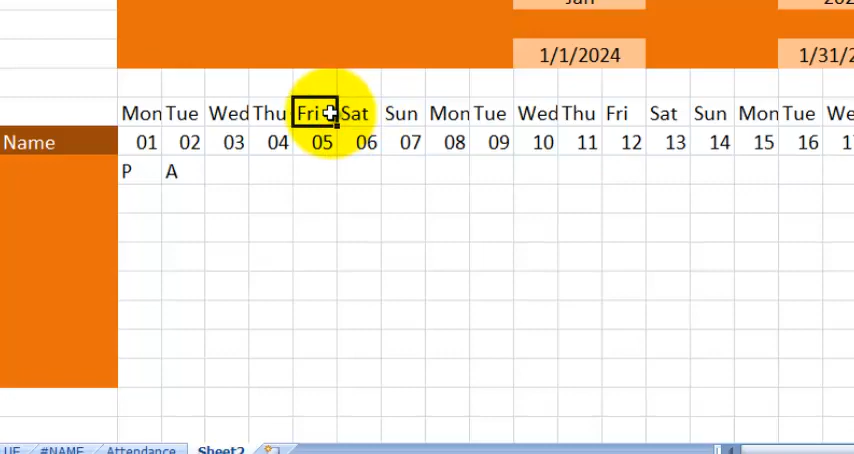 Jan
1/1/2024
Mon Tue Wed Thu Fri Sat Sun Mon Tue Wed Thu Fri Sat Sun Mon Tue
Name 01 02 03 04 05 06 07 08 09 10 11 12 13 14 15 16
P A
#NAME Attendance Sheet2